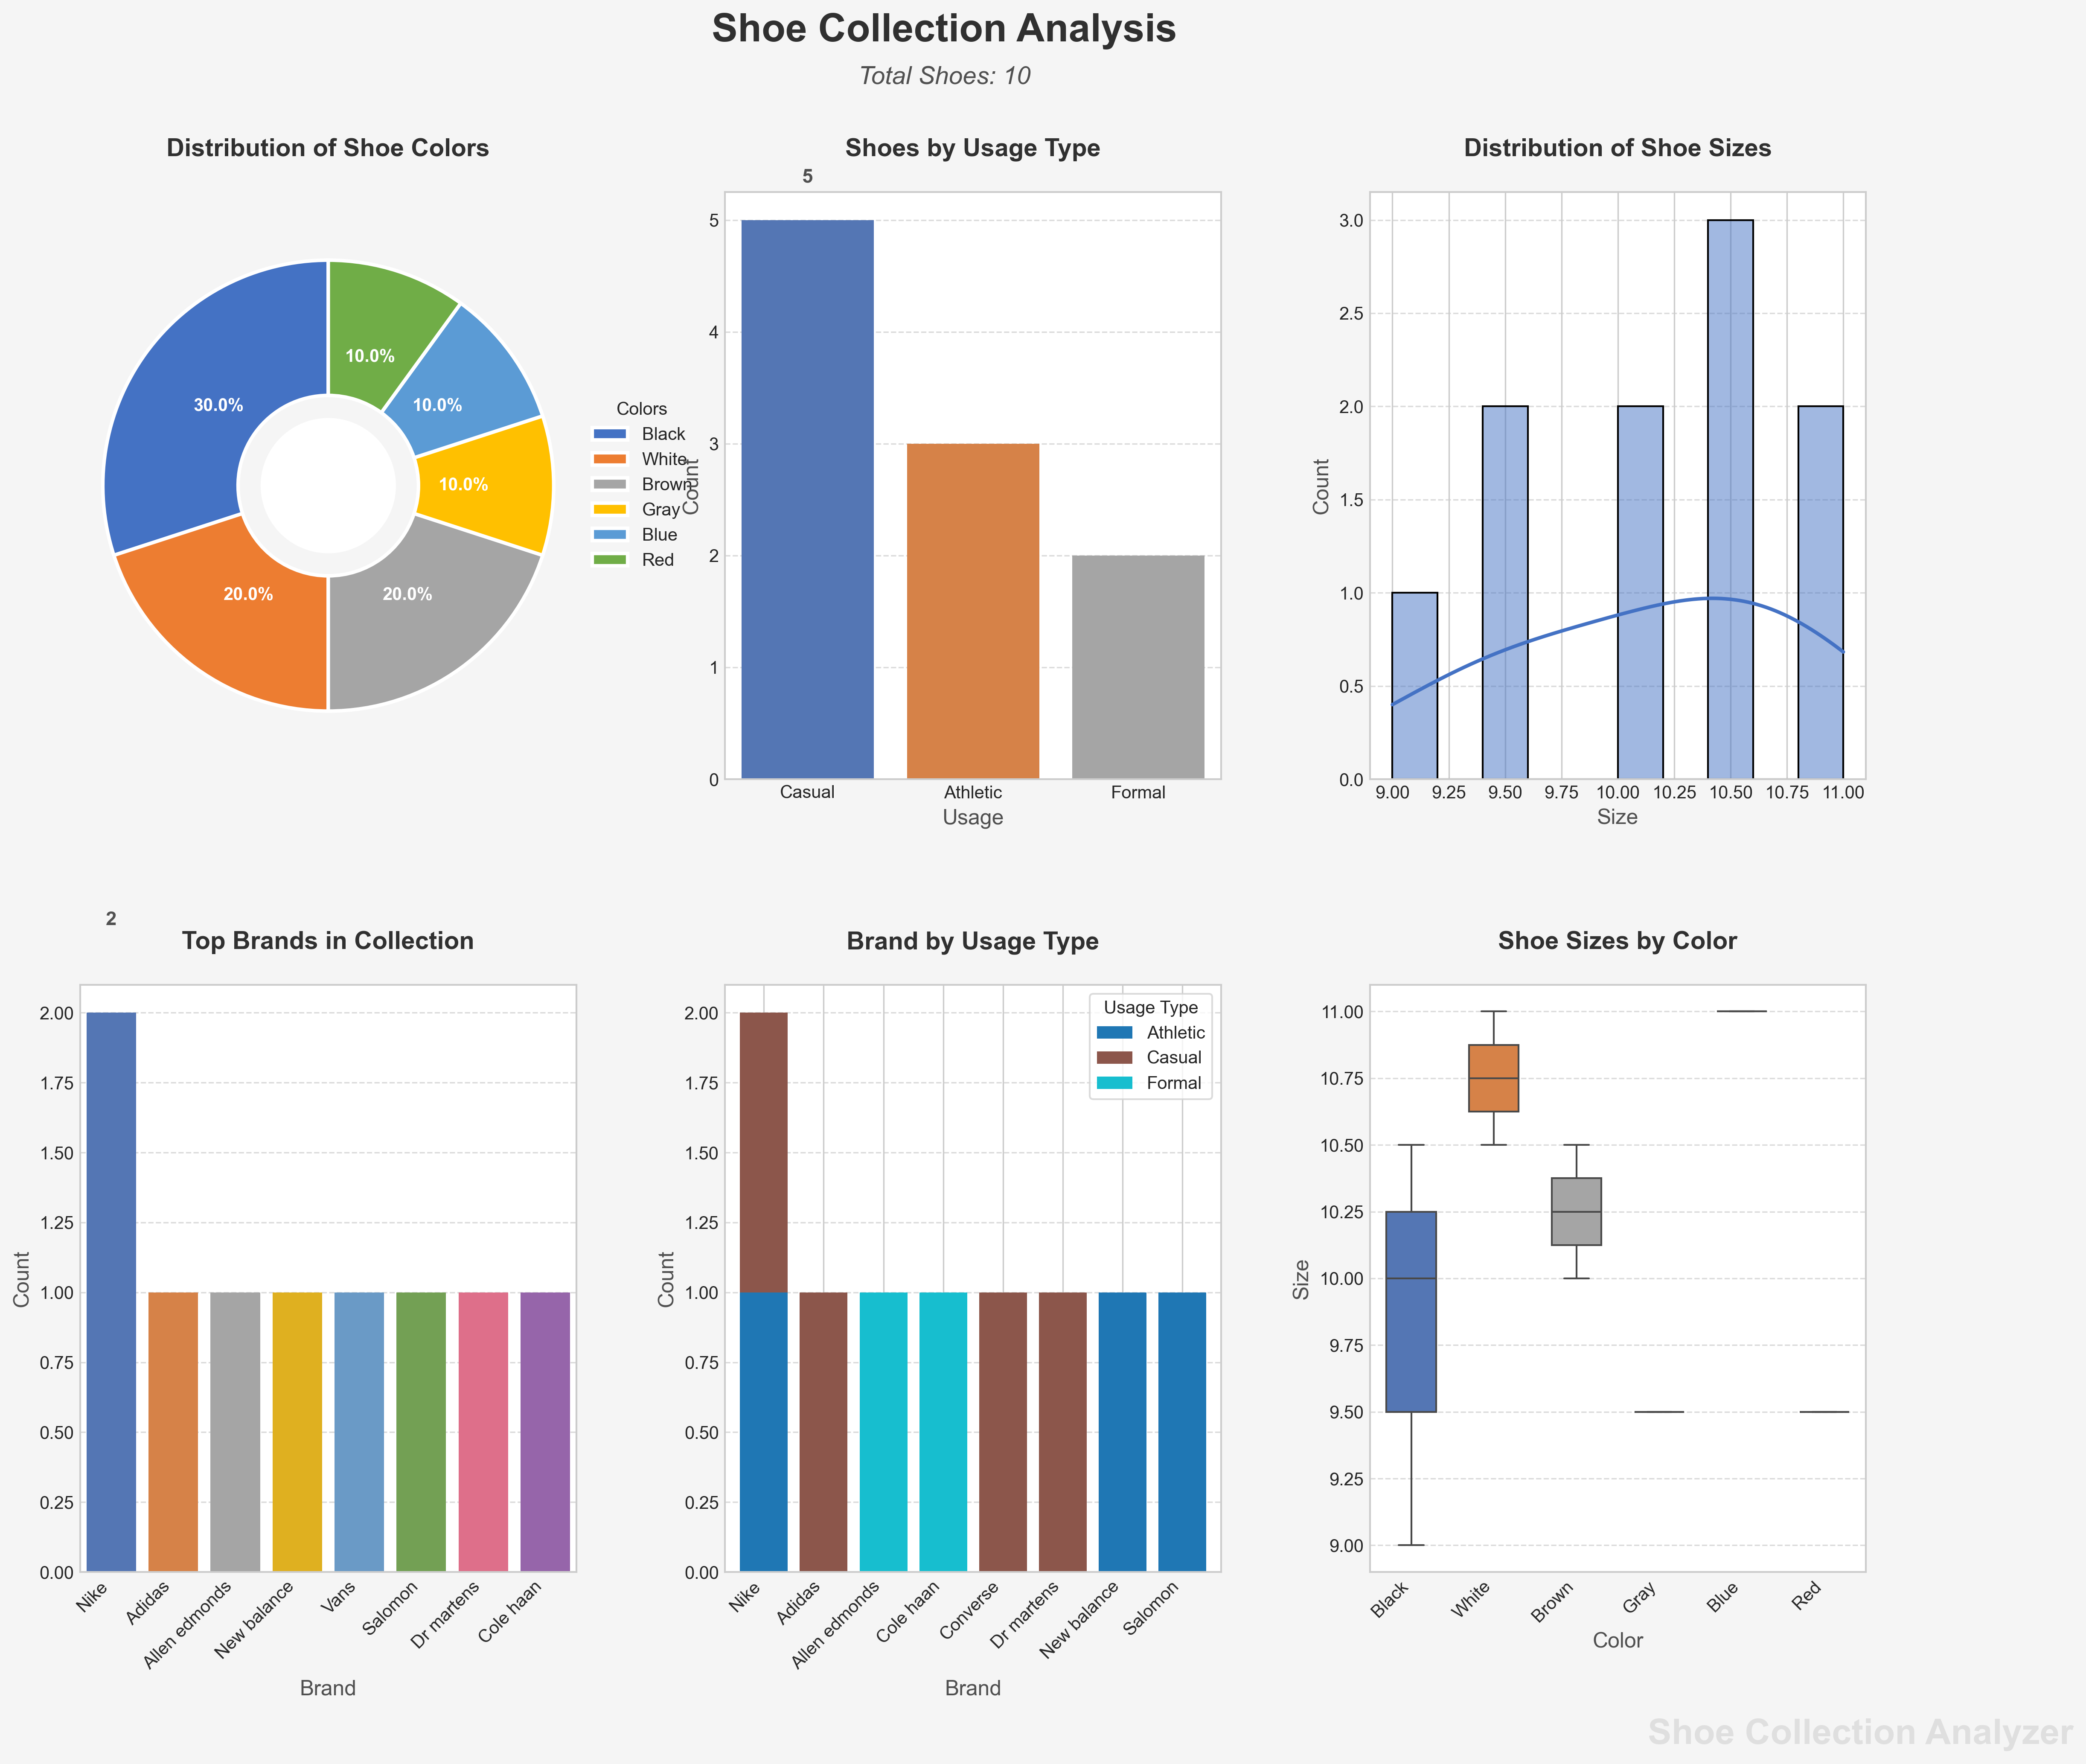 Shoe Collection Analysis
Total Shoes: 10
Distribution of Shoe Colors
30.0%
10.0%
10.0%
10.0%
20.0%
20.0%
Colors
Black
White
Brown
Gray
Blue
Red
Shoes by Usage Type
5
5
4
3
2
1
0
Count
Casual Athletic Formal
Usage
Distribution of Shoe Sizes
3.0
2.5
2.0
1.5
1.0
0.5
0.0
Count
9.00 9.25 9.50 9.75 10.00 10.25 10.50 10.75 11.00
Size
2
Top Brands in Collection
2.00
1.75
1.50
1.25
1.00
0.75
0.50
0.25
0.00
Count
Nike Adidas Allen edmonds New balance Vans Salomon Dr martens Cole haan
Brand
Brand by Usage Type
Usage Type
Athletic
Casual
Formal
2.00
1.75
1.50
1.25
1.00
0.75
0.50
0.25
0.00
Count
Nike Adidas Allen edmonds Cole haan Converse Dr martens New balance Salomon
Brand
Shoe Sizes by Color
11.00
10.75
10.50
10.25
10.00
9.75
9.50
9.25
9.00
Size
Black White Brown Gray Blue Red
Color
Shoe Collection Analyzer